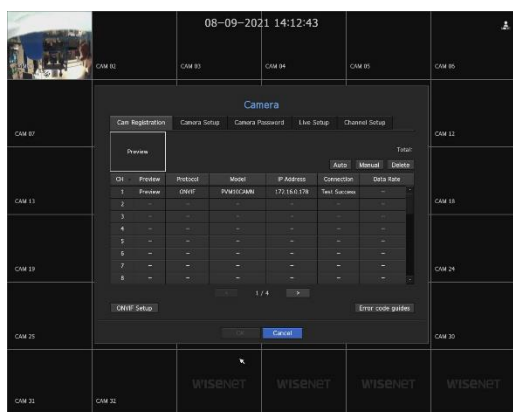 08-09-2021 14:12:43
CAM 02 CAM 03 CAM 04 CAM 05 CAM 06
Camera
Cam Registration Camera Setup Camera Password Live Setup Channel Setup
CAM 07 CAM 12
Preview
Total:
Auto Manual Delete
CH Preview Protocol Model IP Address Connection Data Rate
1 Preview ONVIF PVM10CAMN 172.16.0.178 Test Success -
2 - - - - - -
CAM 13 CAM 18
3 - - - - - -
4 - - - - - -
5 - - - - - -
6 - - - - - -
7 - - - - - -
CAM 19 CAM 24
8 - - - - - -
1 / 4 >
ONVIF Setup Error code guides
OK Cancel
CAM 25 CAM 30
WISENET WISENET WISENET WISENET
CAM 31 CAM 32